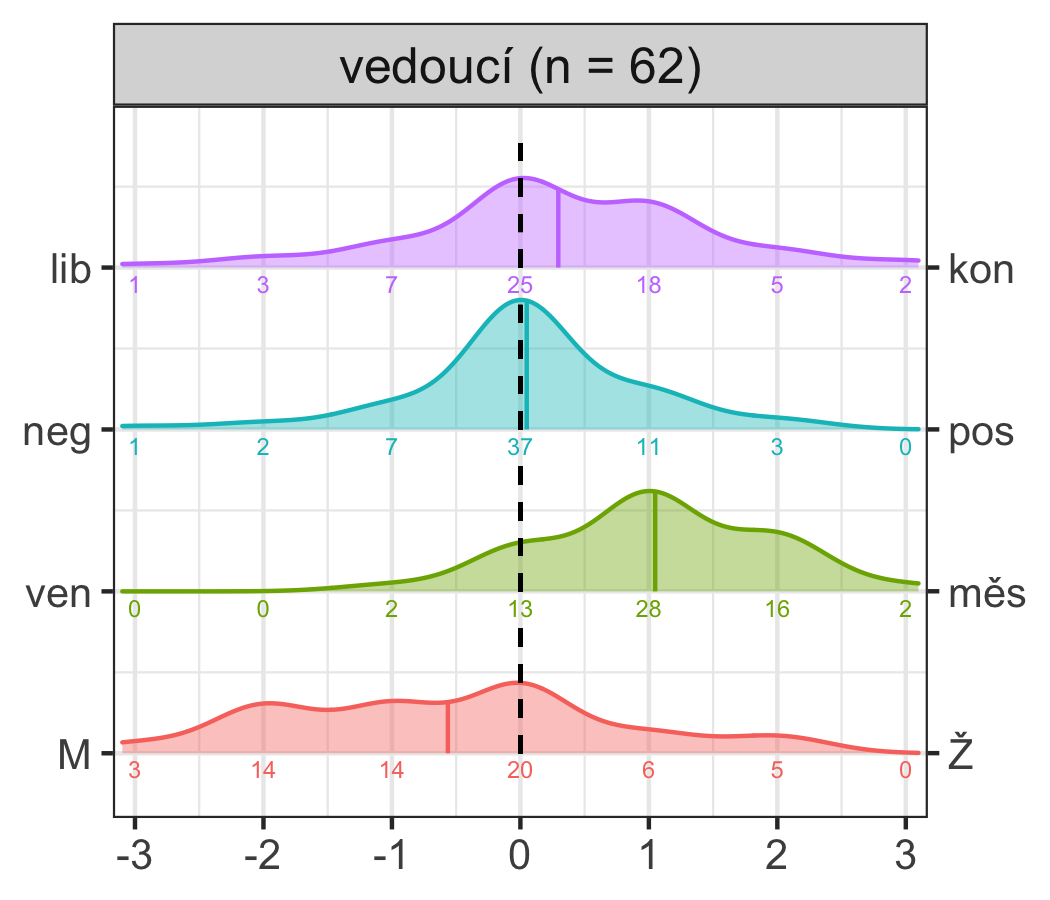 vedoucí (n = 62)
lib kon
1 3 7 25 18 5 2
neg pos
1 2 7 37 11 3 0
ven měs
0 0 2 13 28 16 2
M Ž
3 14 14 20 6 5 0
-3 -2 -1 0 1 2 3